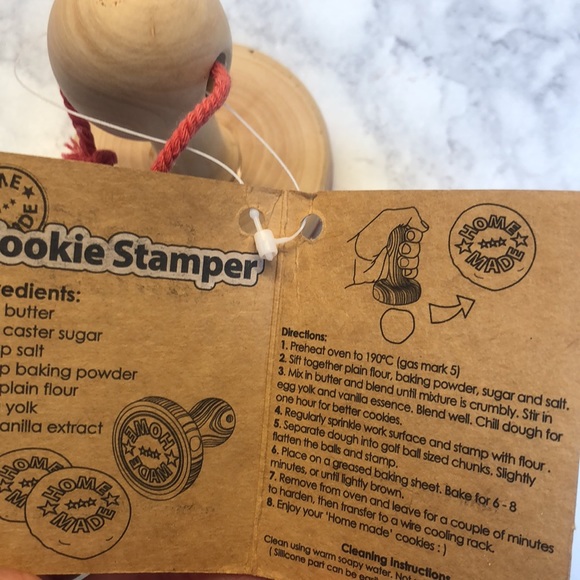 ME
DE
ookie Stamper
edients:
butter
caster sugar
p salt
p baking powder
plain flour
yolk
anilla extract
HOME
MADE
HOME
HOME
MADE
HOME
MADE
Directions:
1. Preheat oven to 190°C (gas mark 5)
2. Sift together plain flour, baking powder, sugar and salt.
3. Mix in butter and blend until mixture is crumbly. Stir in
egg yolk and vanilla essence. Blend well. Chill dough for
one hour for better cookies.
4. Regularly sprinkle work surface and stamp with flour .
5. Separate dough into golf ball sized chunks. Slightly
flatten the balls and stamp.
6. Place on a greased baking sheet. Bake for 6 - 8
minutes, or until lightly brown.
7. Remove from oven and leave for a couple of minutes
to harden, then transfer to a wire cooling rack.
8. Enjoy your 'Home made' cookies : )
Cleaning Instructions
Clean using warm soapy water. Not
( Sillicone part can be